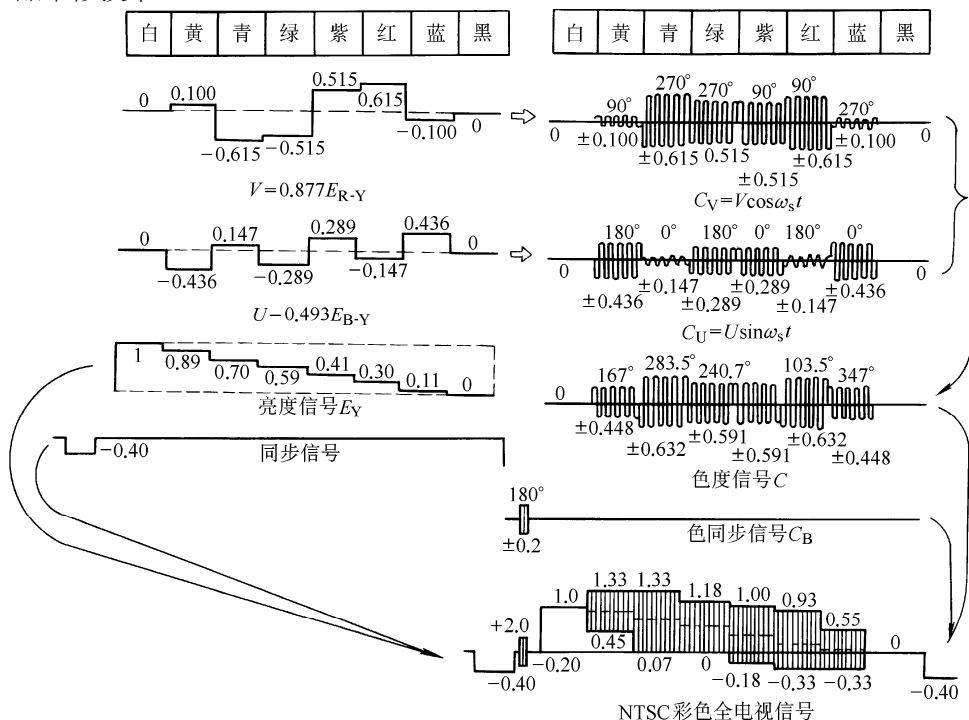 白 黄 青 绿 紫 红 蓝 黑
白 黄 青 绿 紫 红 蓝 黑
0 0.100 0.515 0.615 -0.100 0
-0.615 -0.515
V=0.877E_R-Y
90° 270° 270° 90° 90° 270°
0 ±0.100 ±0.615 0.515 ±0.515 ±0.615 ±0.100 0
C_V=Vcosω_st
0 0.147 0.289 0.436 0
-0.436 -0.289 -0.147
U-0.493E_B-Y
180° 0° 180° 0° 180° 0°
0 ±0.436 ±0.147 ±0.289 ±0.289 ±0.147 ±0.436 0
C_U=Usinω_st
1 0.89 0.70 0.59 0.41 0.30 0.11 0
亮度信号E_Y
0 167° 283.5° 240.7° 103.5° 347°
±0.448 ±0.632 ±0.591 ±0.591 ±0.632 ±0.448
色度信号C
-0.40 同步信号
180°
±0.2
色同步信号C_B
1.0 1.33 1.33 1.18 1.00 0.93 0.55 0
+2.0 0.45
-0.40 -0.20 0.07 0 -0.18 -0.33 -0.33 -0.40
NTSC彩色全电视信号